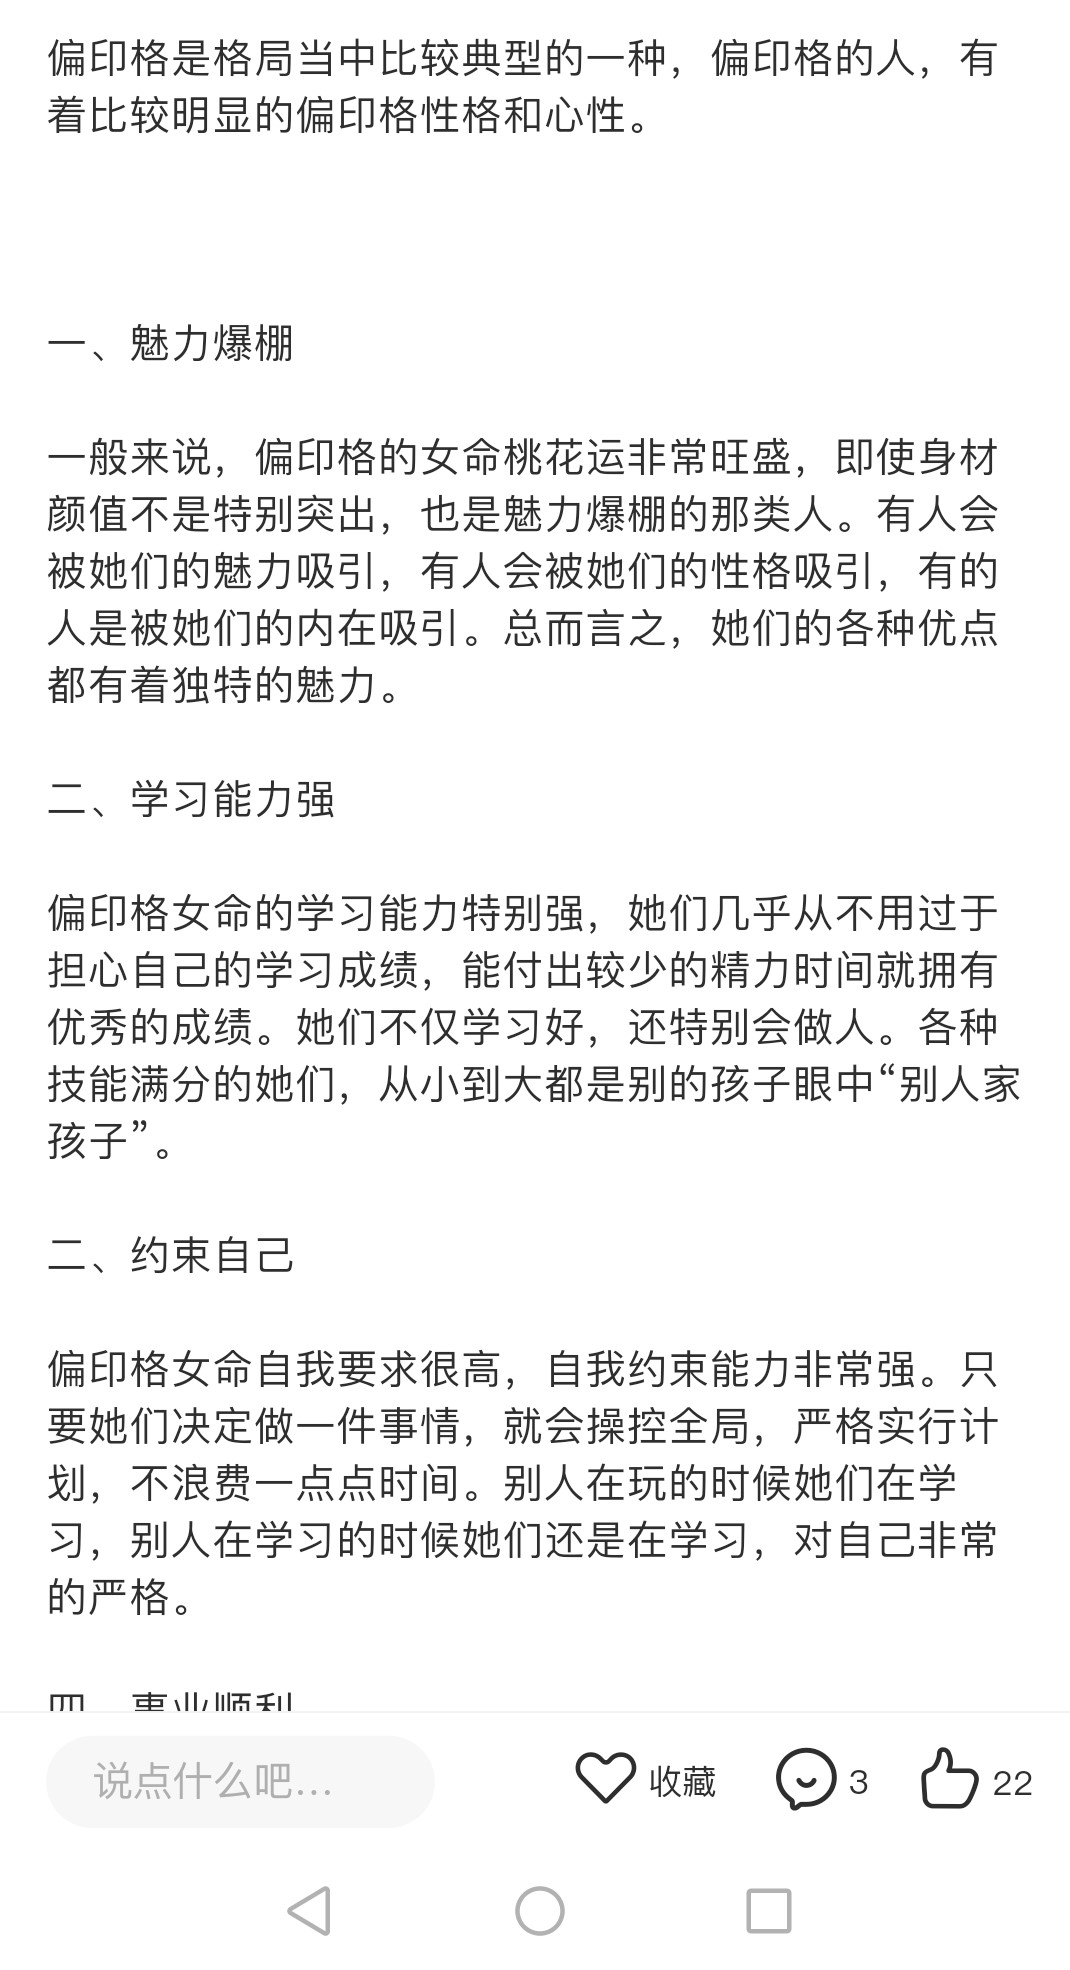 偏印格是格局当中比较典型的一种，偏印格的人，有
着比较明显的偏印格性格和心性。
一、魅力爆棚
一般来说，偏印格的女命桃花运非常旺盛，即使身材
颜值不是特别突出，也是魅力爆棚的那类人。有人会
被她们的魅力吸引，有人会被她们的性格吸引，有的
人是被她们的内在吸引。总而言之，她们的各种优点
都有着独特的魅力。
二、学习能力强
偏印格女命的学习能力特别强，她们几乎从不用过于
担心自己的学习成绩，能付出较少的精力时间就拥有
优秀的成绩。她们不仅学习好，还特别会做人。各种
技能满分的她们，从小到大都是别的孩子眼中“别人家
孩子”。
二、约束自己
偏印格女命自我要求很高，自我约束能力非常强。只
要她们决定做一件事情，就会操控全局，严格实行计
划，不浪费一点点时间。别人在玩的时候她们在学
习，别人在学习的时候她们还是在学习，对自己非常
的严格。
四、事业顺利
说点什么吧... 收藏 3 22